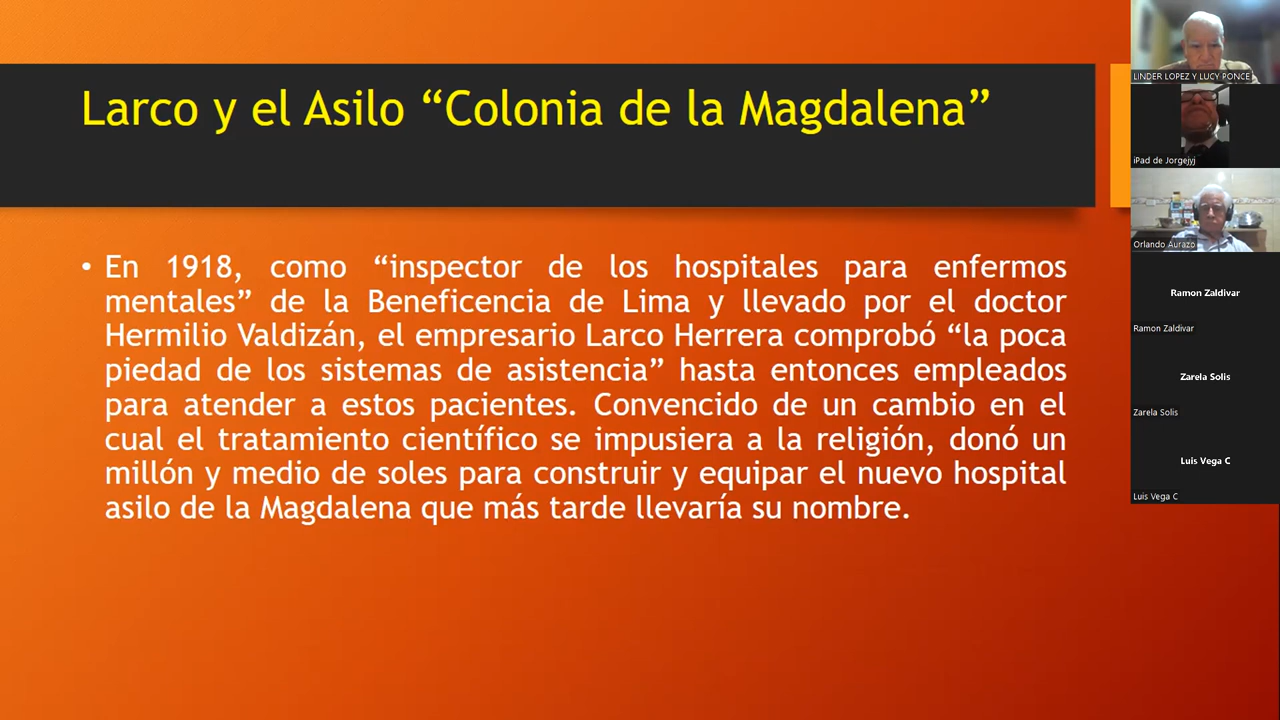 Larco y el Asilo “Colonia de la Magdalena”
• En 1918, como “inspector de los hospitales para enfermos
mentales” de la Beneficencia de Lima y llevado por el doctor
Hermilio Valdizán, el empresario Larco Herrera comprobó “la poca
piedad de los sistemas de asistencia” hasta entonces empleados
para atender a estos pacientes. Convencido de un cambio en el
cual el tratamiento científico se impusiera a la religión, donó un
millón y medio de soles para construir y equipar el nuevo hospital
asilo de la Magdalena que más tarde llevaría su nombre.
LINDER LOPEZ Y LUCY PONCE
iPad de Jorgejyj
Orlando Aurazo
Ramon Zaldivar
Ramon Zaldivar
Zarela Solis
Zarela Solis
Luis Vega C
Luis Vega C